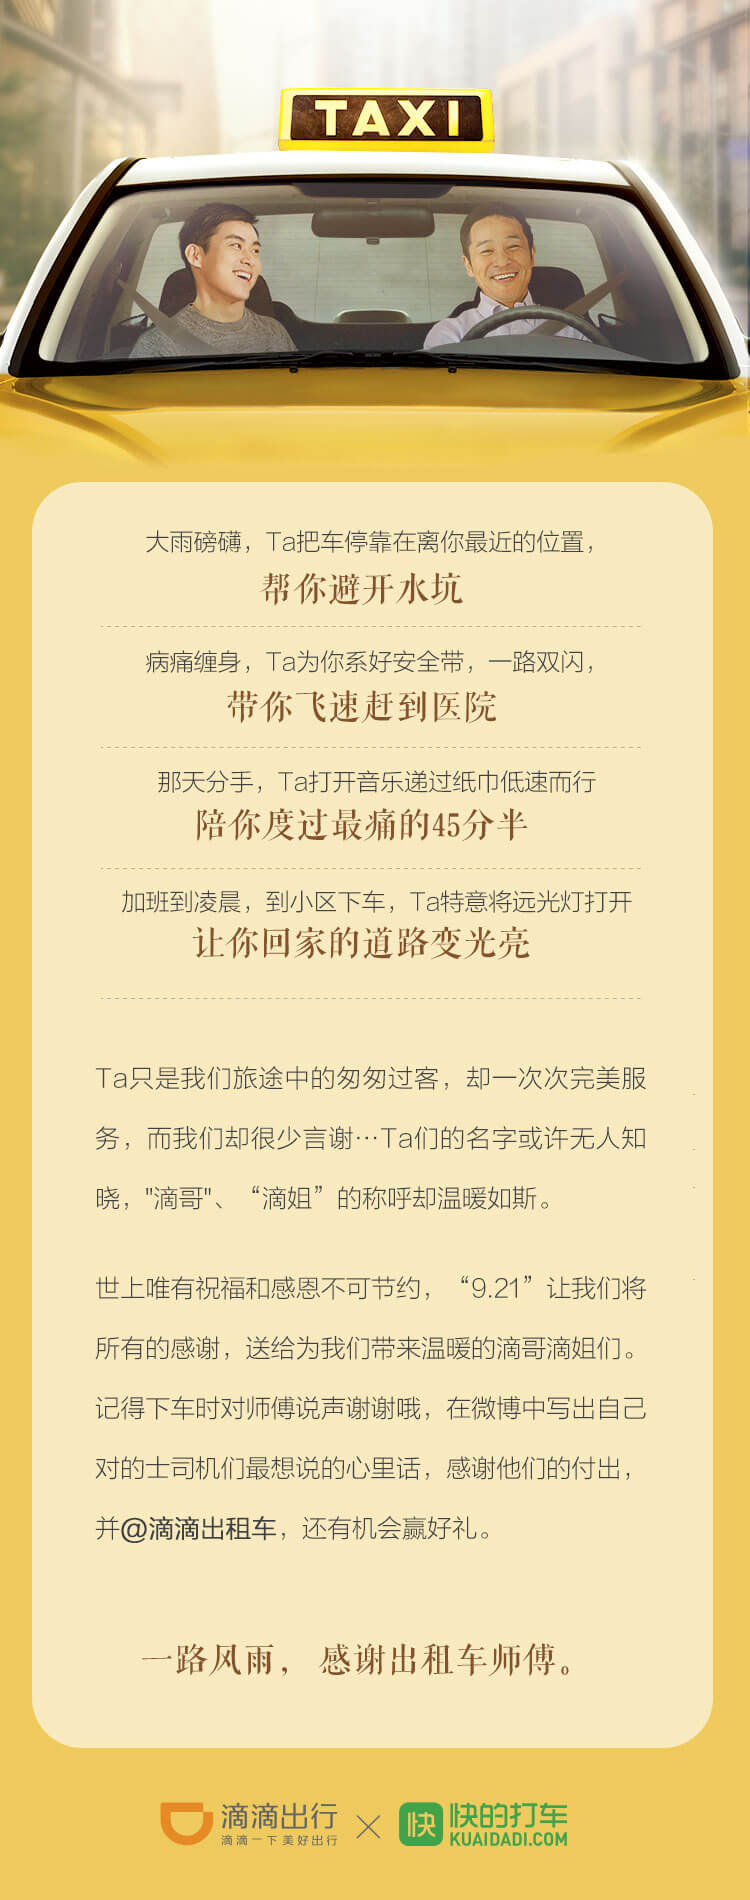 TAXI
大雨磅礴，Ta把车停靠在离你最近的位置，
帮你避开水坑
病痛缠身，Ta为你系好安全带，一路双闪，
带你飞速赶到医院
那天分手，Ta打开音乐递过纸巾低速而行
陪你度过最痛的45分半
加班到凌晨，到小区下车，Ta特意将远光灯打开
让你回家的道路变光亮
Ta只是我们旅途中的匆匆过客，却一次次完美服
务，而我们却很少言谢…Ta们的名字或许无人知
晓，"滴哥"、“滴姐”的称呼却温暖如斯。
世上唯有祝福和感恩不可节约，“9.21”让我们将
所有的感谢，送给为我们带来温暖的滴哥滴姐们。
记得下车时对师傅说声谢谢哦，在微博中写出自己
对的士司机们最想说的心里话，感谢他们的付出，
并@滴滴出租车，还有机会赢好礼。
一路风雨，感谢出租车师傅。
滴滴出行
滴滴一下美好出行
快
快的打车
KUAIDADI.COM